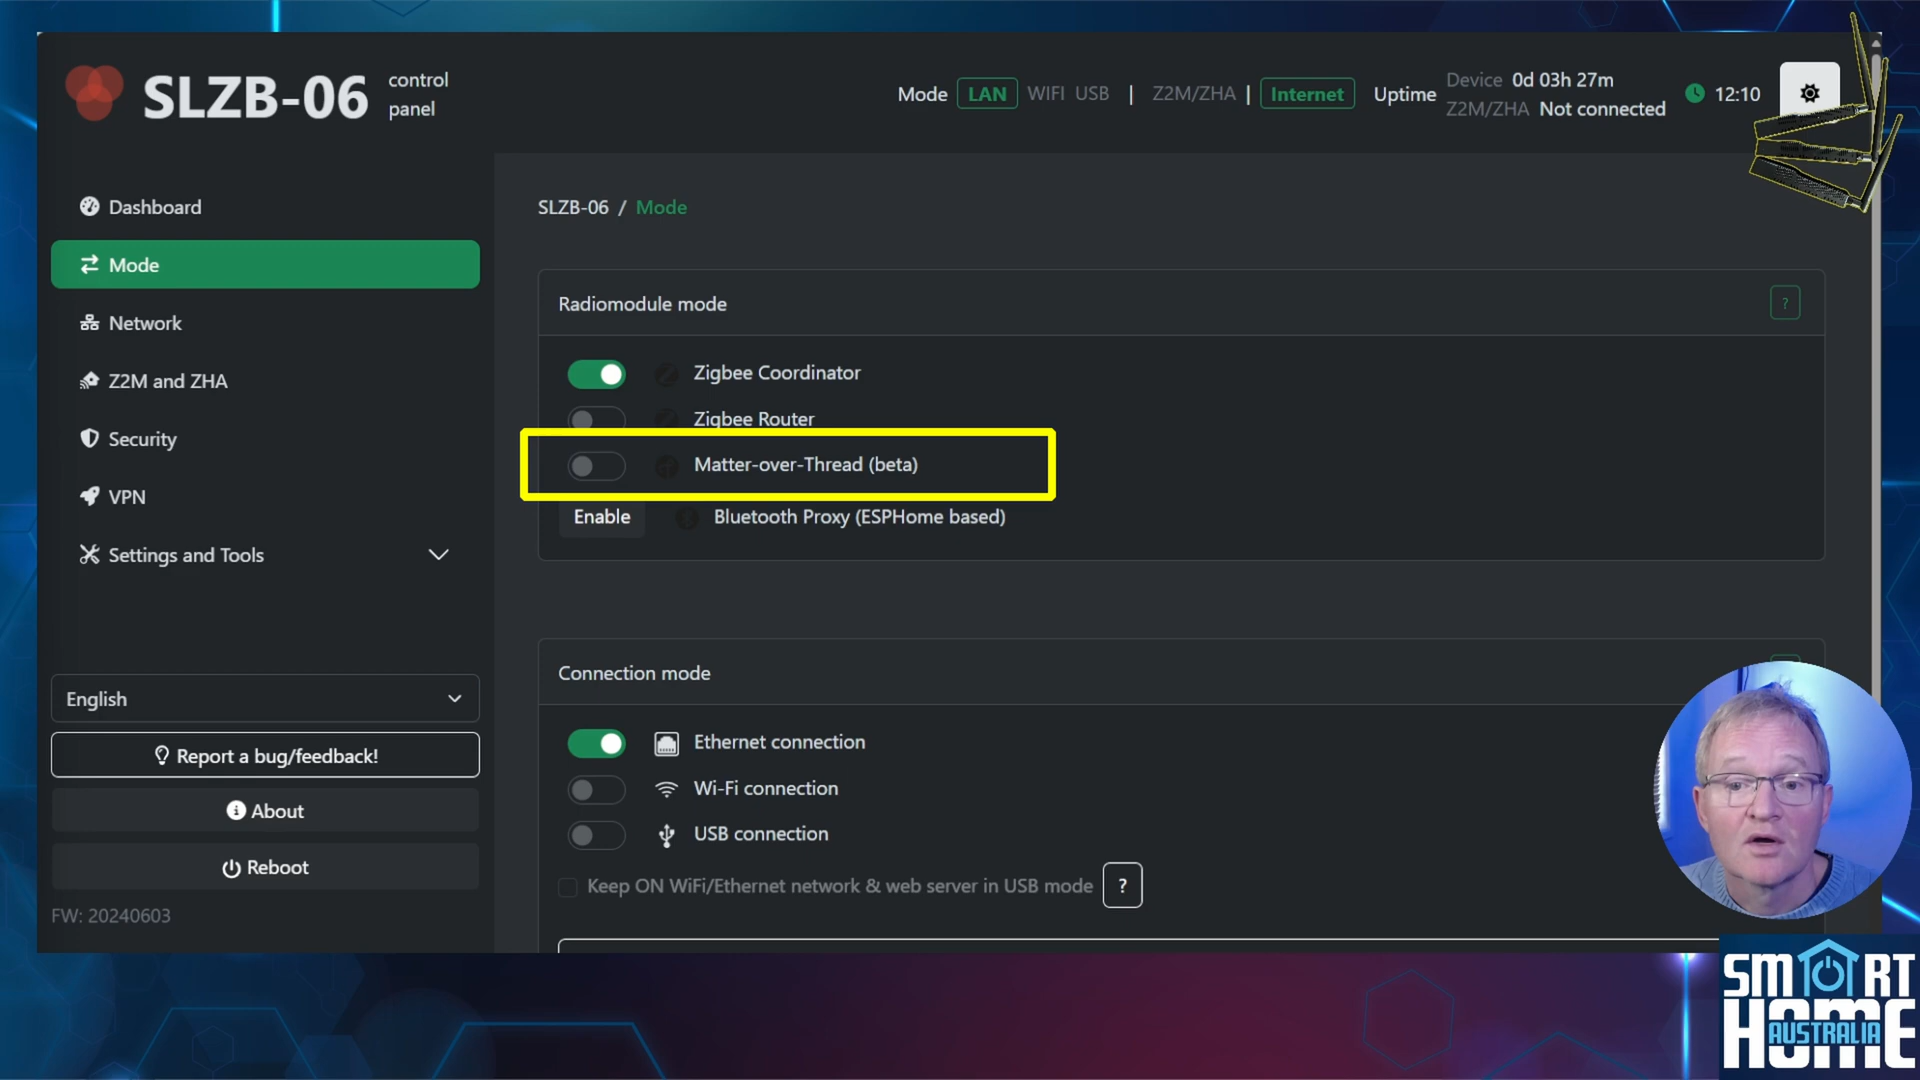 SLZB-06 control panel
Mode LAN WIFI USB | Z2M/ZHA | Internet Uptime Device 0d 03h 27m
Z2M/ZHA Not connected
12:10
Dashboard
Mode
Network
Z2M and ZHA
Security
VPN
Settings and Tools
English
Report a bug/feedback!
About
Reboot
FW: 20240603
SLZB-06 / Mode
Radiomodule mode
?
Zigbee Coordinator
Zigbee Router
Matter-over-Thread (beta)
Enable Bluetooth Proxy (ESPHome based)
Connection mode
Ethernet connection
Wi-Fi connection
USB connection
Keep ON WiFi/Ethernet network & web server in USB mode ?
SMART
HOME
AUSTRALIA